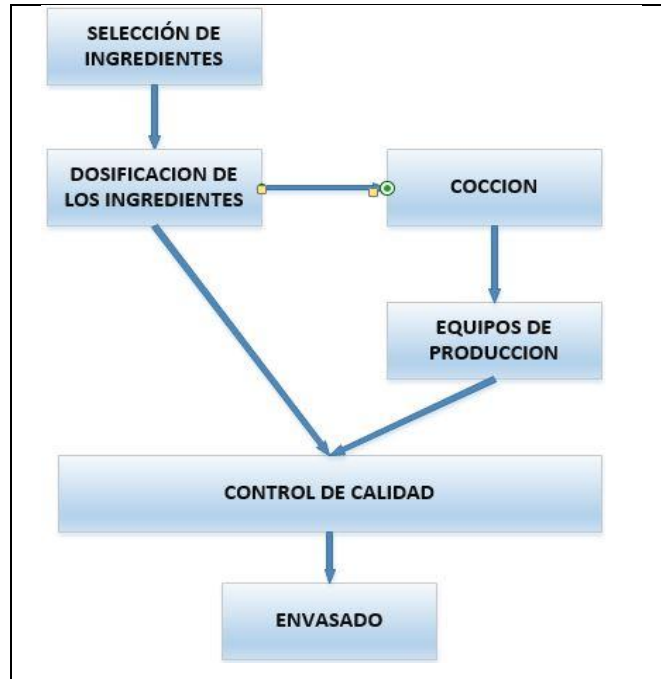 SELECCIÓN DE
INGREDIENTES
DOSIFICACION DE
LOS INGREDIENTES
COCCION
EQUIPOS DE
PRODUCCION
CONTROL DE CALIDAD
ENVASADO